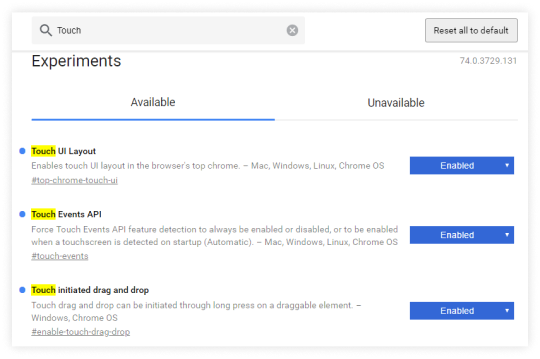 Touch
Reset all to default
Experiments
74.0.3729.131
Available
Unavailable
Touch UI Layout
Enables touch UI layout in the browser's top chrome. – Mac, Windows, Linux, Chrome OS
#top-chrome-touch-ui
Enabled
Touch Events API
Force Touch Events API feature detection to always be enabled or disabled, or to be enabled
when a touchscreen is detected on startup (Automatic). – Mac, Windows, Linux, Chrome OS
#touch-events
Enabled
Touch initiated drag and drop
Touch drag and drop can be initiated through long press on a draggable element. –
Windows, Chrome OS
#enable-touch-drag-drop
Enabled